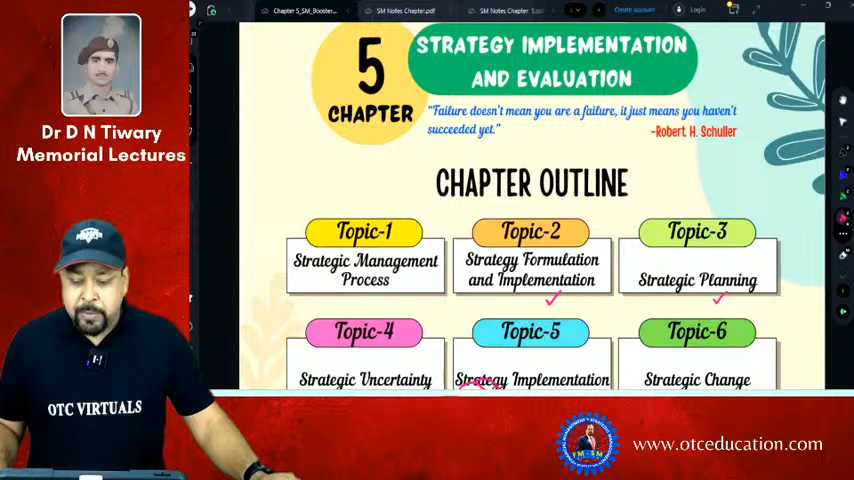 Chapter 5_SM_Booster...
SM Notes Chapter.pdf
SM Notes Chapter
Create account
Login
5
CHAPTER
STRATEGY IMPLEMENTATION
AND EVALUATION
“Failure doesn't mean you are a failure, it just means you haven't
succeeded yet.”
-Robert H. Schuller
CHAPTER OUTLINE
Topic-1
Strategic Management
Process
Topic-2
Strategy Formulation
and Implementation
Topic-3
Strategic Planning
Topic-4
Strategic Uncertainty
Topic-5
Strategy Implementation
Topic-6
Strategic Change
Dr D N Tiwary
Memorial Lectures
OTC VIRTUALS
FM-SM
www.otceducation.com